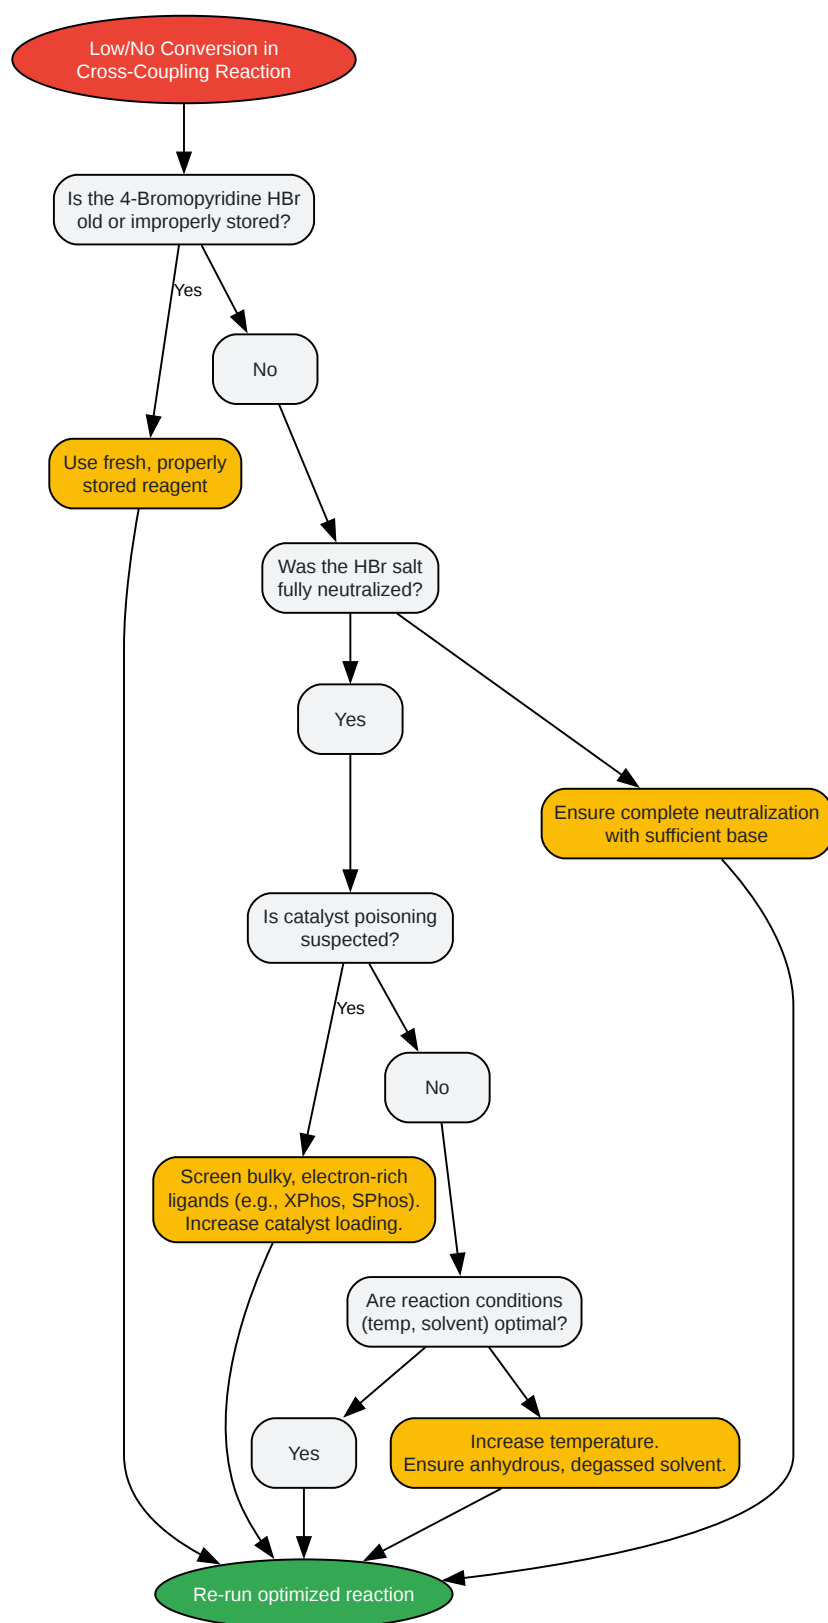 Low/No Conversion in
Cross-Coupling Reaction
Is the 4-Bromopyridine HBr
old or improperly stored?
Yes
No
Use fresh, properly
stored reagent
Was the HBr salt
fully neutralized?
Yes
Ensure complete neutralization
with sufficient base
Is catalyst poisoning
suspected?
Yes
No
Screen bulky, electron-rich
ligands (e.g., XPhos, SPhos).
Increase catalyst loading.
Are reaction conditions
(temp, solvent) optimal?
Yes
Increase temperature.
Ensure anhydrous, degassed solvent.
Re-run optimized reaction